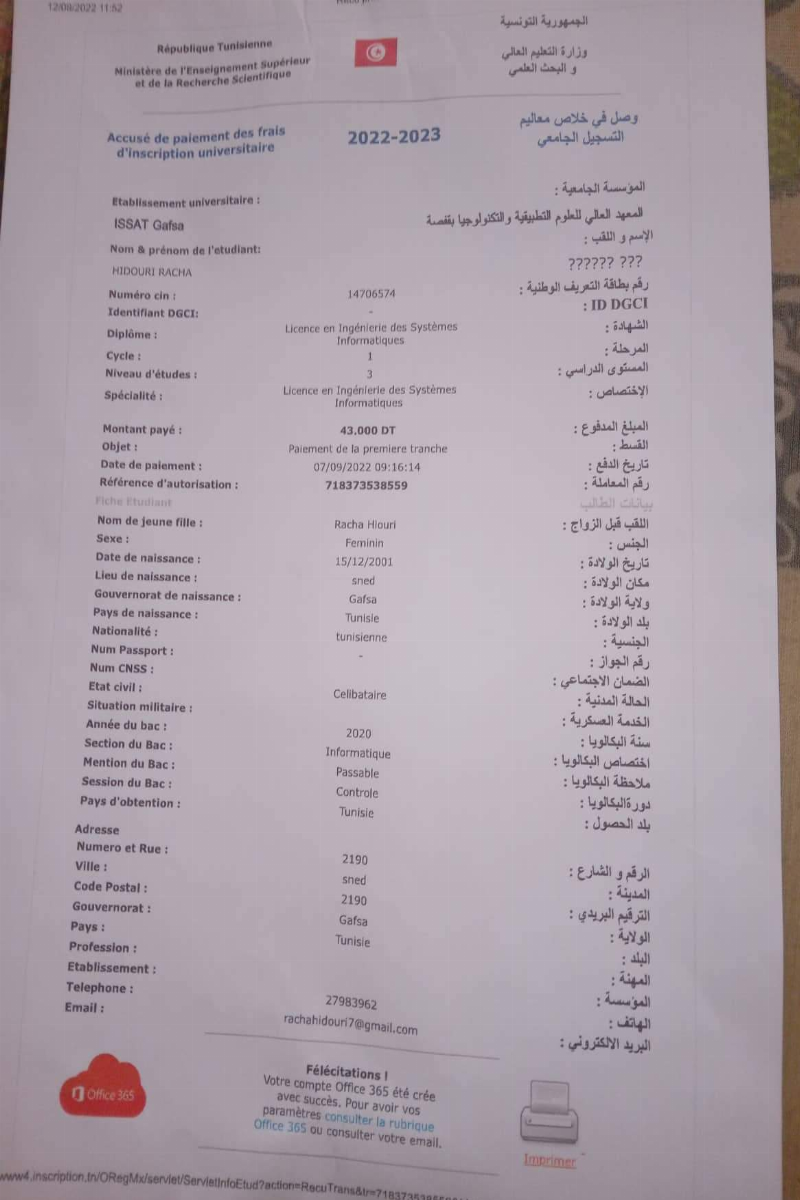 12/09/2022 11:52
الجمهورية التونسية
République Tunisienne
وزارة التعليم العالي
و البحث العلمي
Ministère de l'Enseignement Supérieur
et de la Recherche Scientifique
Accusé de paiement des frais
d'inscription universitaire
2022-2023
وصل في خلاص معاليم
التسجيل الجامعي
Etablissement universitaire :
المؤسسة الجامعية :
ISSAT Gafsa
المعهد العالي للعلوم التطبيقية والتكنولوجيا بقفصة
Nom & prénom de l'etudiant:
الإسم و اللقب :
HIDOURI RACHA
?????? ???
Numéro cin : 14706574 رقم بطاقة التعريف الوطنية :
Identifiant DGCI: - ID DGCI :
Diplôme : Licence en Ingénierie des Systèmes Informatiques الشهادة :
Cycle : 1 المرحلة :
Niveau d'études : 3 المستوى الدراسي :
Spécialité : Licence en Ingénierie des Systèmes Informatiques الإختصاص :
Montant payé : 43.000 DT المبلغ المدفوع :
Objet : Paiement de la premiere tranche القسط :
Date de paiement : 07/09/2022 09:16:14 تاريخ الدفع :
Référence d'autorisation : 718373538559 رقم المعاملة :
Fiche Etudiant بيانات الطالب
Nom de jeune fille : Racha Hiouri اللقب قبل الزواج :
Sexe : Feminin الجنس :
Date de naissance : 15/12/2001 تاريخ الولادة :
Lieu de naissance : sned مكان الولادة :
Gouvernorat de naissance : Gafsa ولاية الولادة :
Pays de naissance : Tunisie بلد الولادة :
Nationalité : tunisienne الجنسية :
Num Passport : - رقم الجواز :
Num CNSS : الضمان الاجتماعي :
Etat civil : Celibataire الحالة المدنية :
Situation militaire : الخدمة العسكرية :
Année du bac : 2020 سنة البكالويا :
Section du Bac : Informatique اختصاص البكالويا :
Mention du Bac : Passable ملاحظة البكالويا :
Session du Bac : Controle دورةالبكالويا :
Pays d'obtention : Tunisie بلد الحصول :
Adresse
Numero et Rue : 2190 الرقم و الشارع :
Ville : sned المدينة :
Code Postal : 2190 الترقيم البريدي :
Gouvernorat : Gafsa الولاية :
Pays : Tunisie البلد :
Profession : المهنة :
Etablissement : المؤسسة :
Telephone : 27983962 الهاتف :
Email : rachahidouri7@gmail.com البريد الالكتروني :
Office 365
Félécitations !
Votre compte Office 365 été crée
avec succès. Pour avoir vos
paramètres consulter la rubrique
Office 365 ou consulter votre email.
Imprimer
www4.inscription.tn/ORegMx/servlet/ServletInfoEtud?action=RecuTrans&t=718373538559